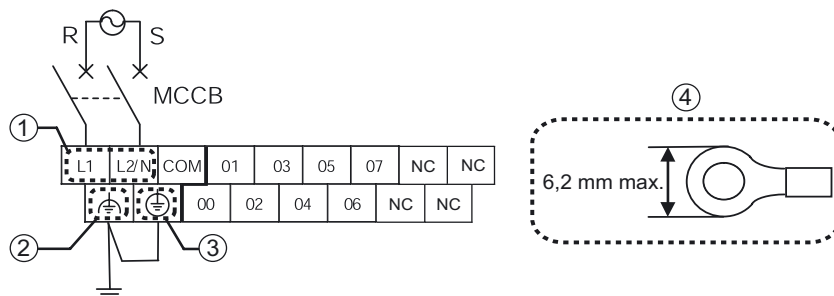 R S
MCCB
①
④
L1 L2/N COM 01 03 05 07 NC NC
6,2 mm max.
00 02 04 06 NC NC
② ③